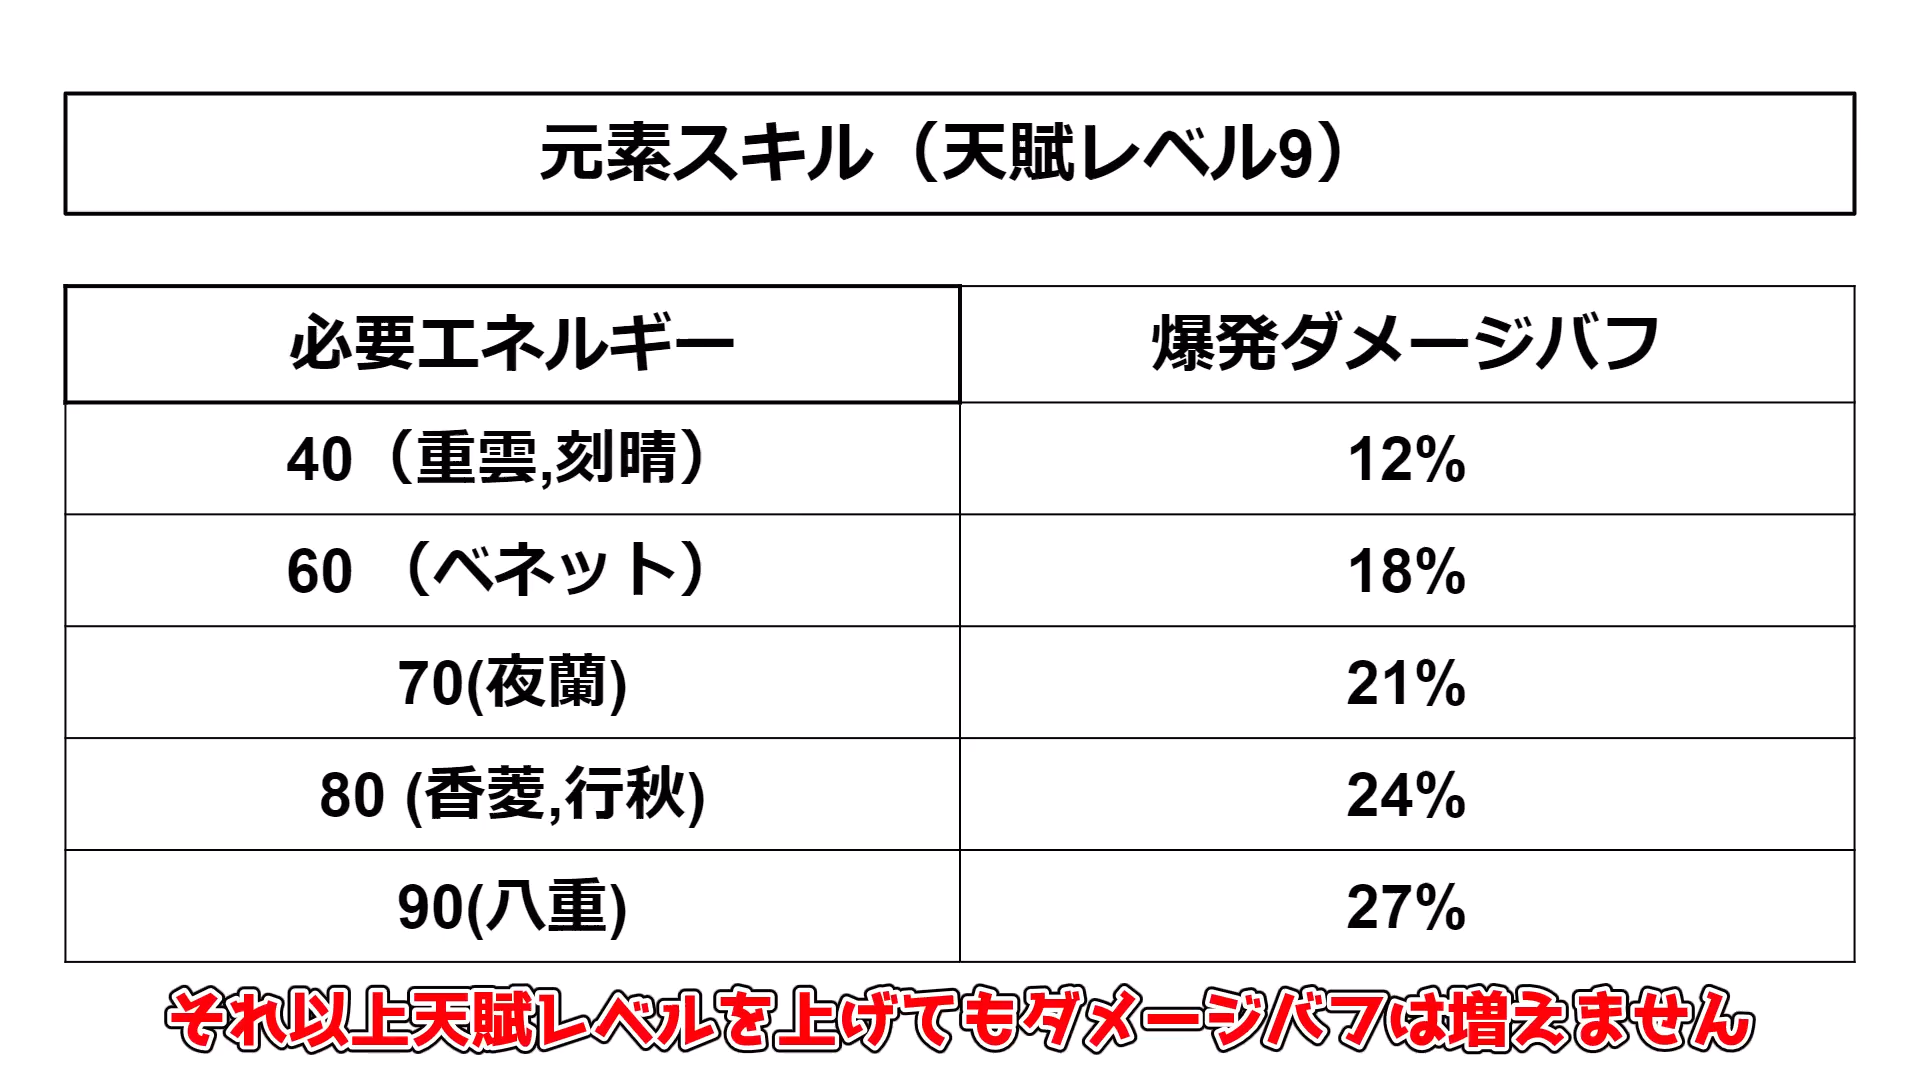 元素スキル（天賦レベル9）
必要エネルギー 爆発ダメージバフ
40（重雲,刻晴） 12%
60 （ベネット） 18%
70(夜蘭) 21%
80 (香菱,行秋) 24%
90(八重) 27%
それ以上天賦レベルを上げてもダメージバフは増えません